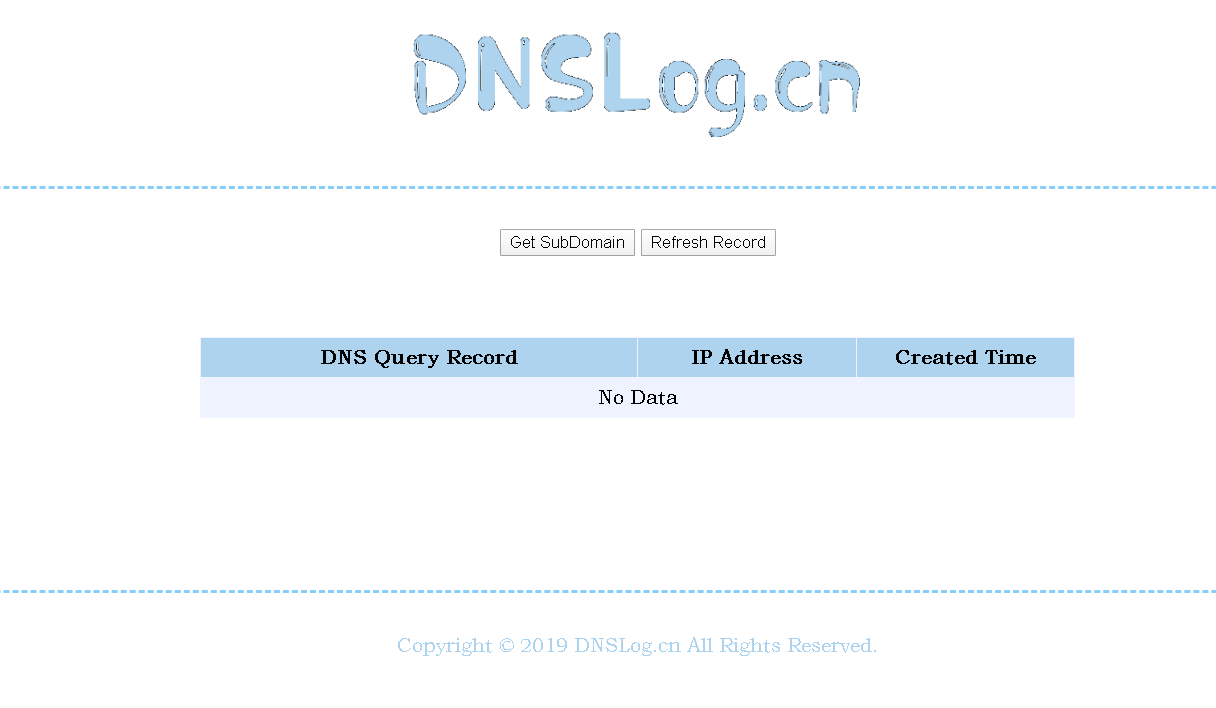 DNSLog.cn
Get SubDomain Refresh Record
DNS Query Record IP Address Created Time
No Data
Copyright © 2019 DNSLog.cn All Rights Reserved.